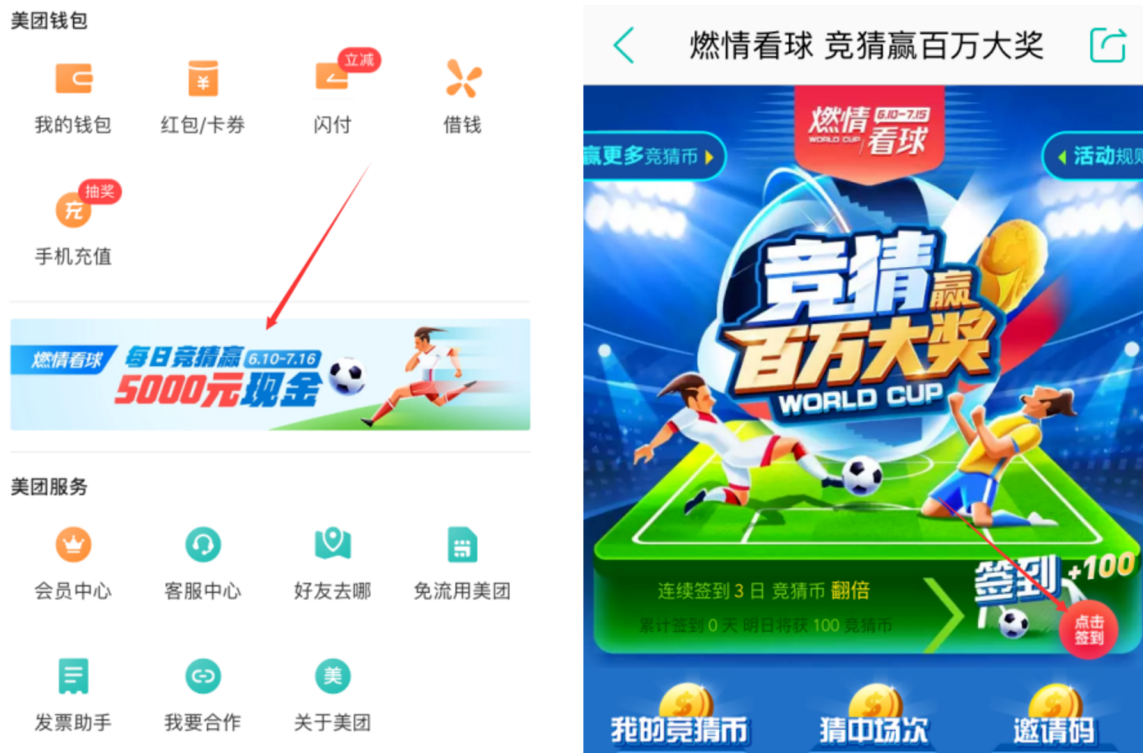 美团钱包
立减
我的钱包
红包/卡券
闪付
借钱
抽奖
充
手机充值
燃情看球
每日竞猜赢
6.10-7.16
5000元现金
美团服务
会员中心
客服中心
好友去哪
免流用美团
美
发票助手
我要合作
关于美团
燃情看球 竞猜赢百万大奖
燃情
6.10-7.15
WORLD CUP
看球
赢更多竞猜币
活动规则
竞猜赢
百万大奖
WORLD CUP
签到+100
连续签到 3 日 竞猜币 翻倍
累计签到 0 天 明日将获 100 竞猜币
点击
签到
我的竞猜币
猜中场次
邀请码